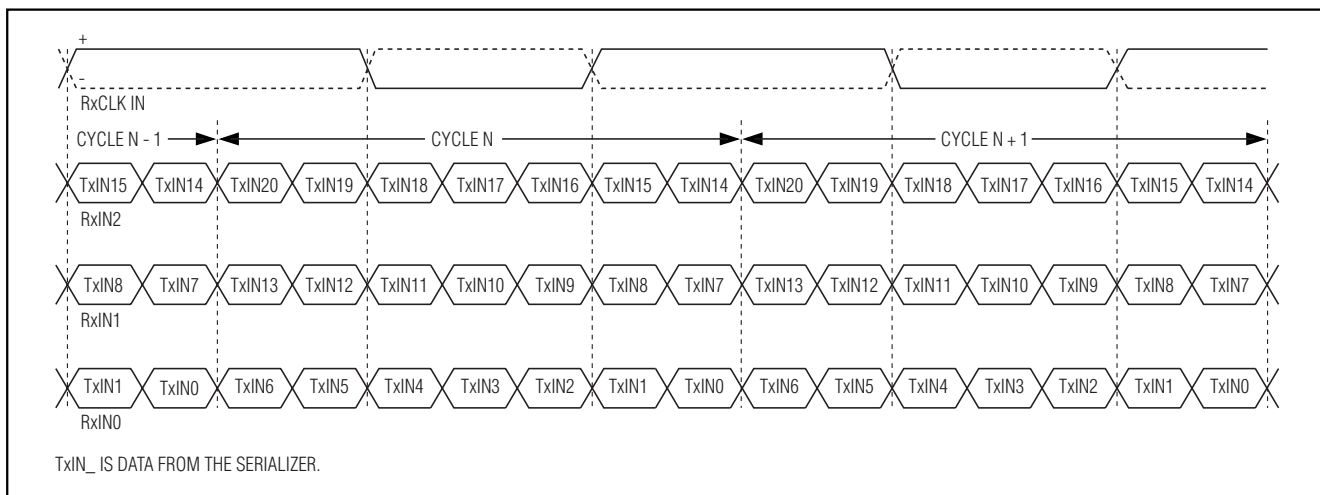 +
-
RxCLK IN
CYCLE N - 1 CYCLE N CYCLE N + 1
TxIN15 TxIN14 TxIN20 TxIN19 TxIN18 TxIN17 TxIN16 TxIN15 TxIN14 TxIN20 TxIN19 TxIN18 TxIN17 TxIN16 TxIN15 TxIN14
RxIN2
TxIN8 TxIN7 TxIN13 TxIN12 TxIN11 TxIN10 TxIN9 TxIN8 TxIN7 TxIN13 TxIN12 TxIN11 TxIN10 TxIN9 TxIN8 TxIN7
RxIN1
TxIN1 TxIN0 TxIN6 TxIN5 TxIN4 TxIN3 TxIN2 TxIN1 TxIN0 TxIN6 TxIN5 TxIN4 TxIN3 TxIN2 TxIN1 TxIN0
RxIN0
TxIN_ IS DATA FROM THE SERIALIZER.